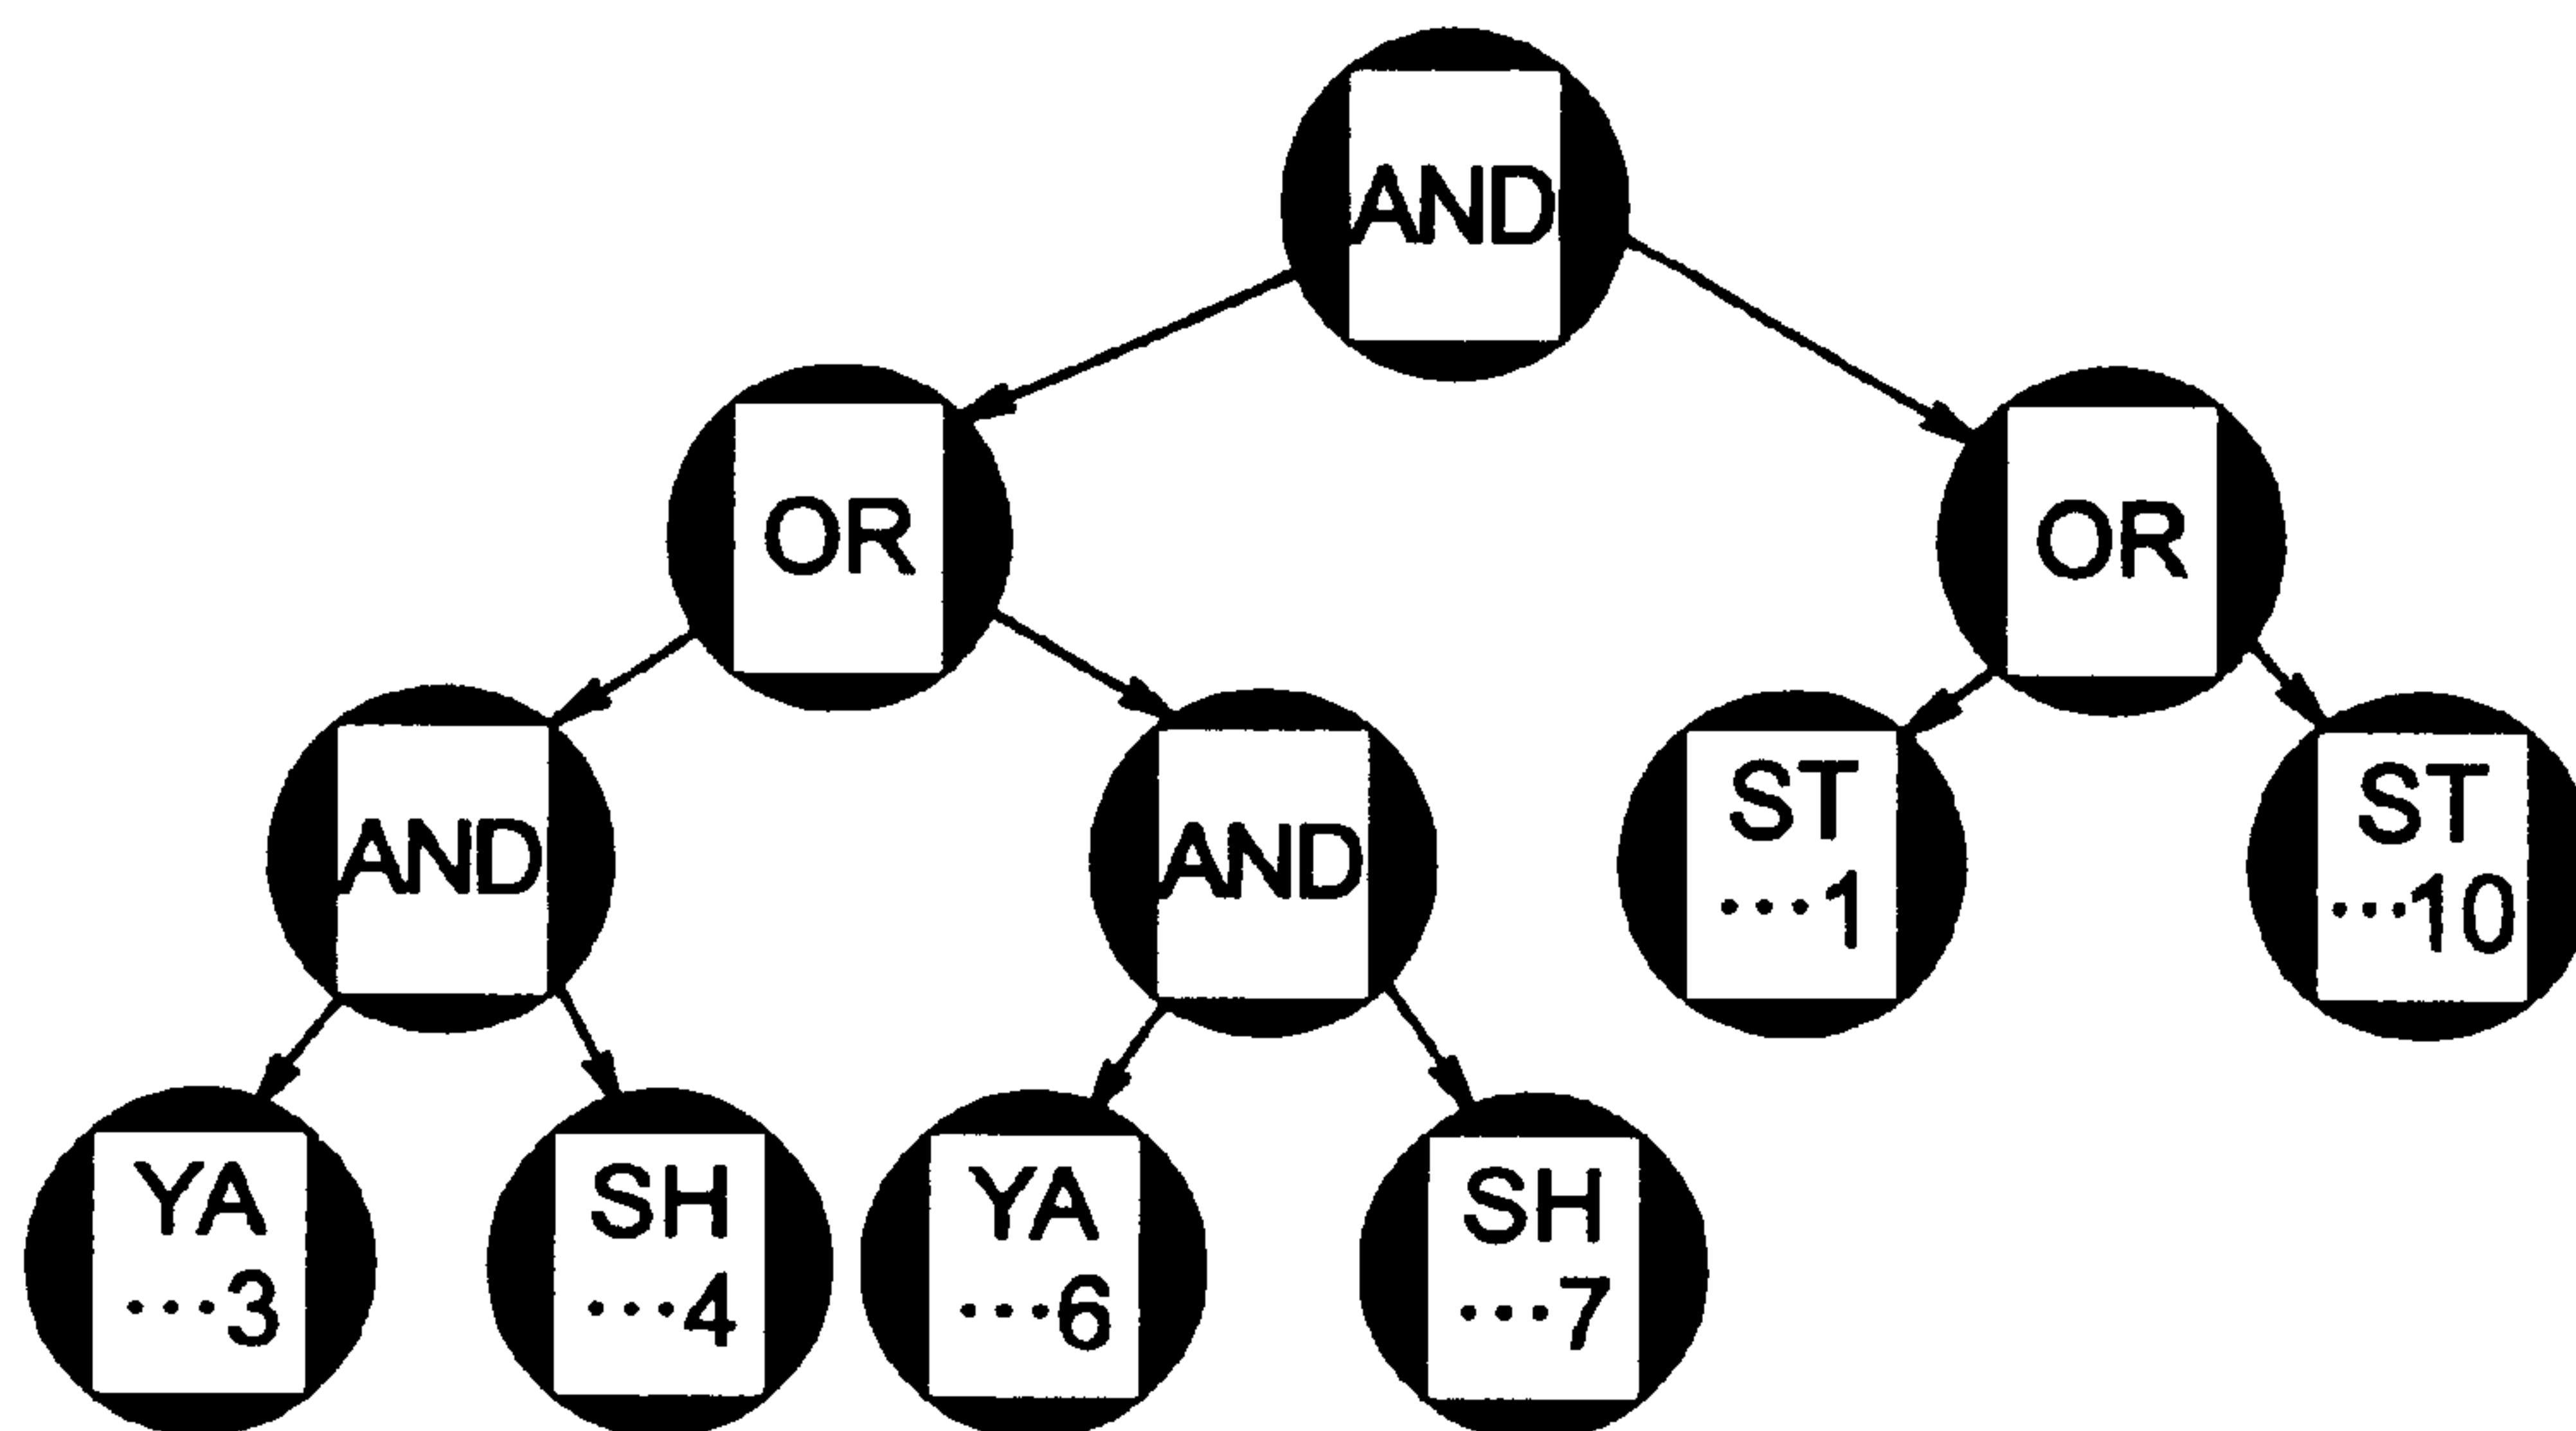 AND
OR
OR
AND
AND
ST
...1
ST
...10
YA
...3
SH
...4
YA
...6
SH
...7